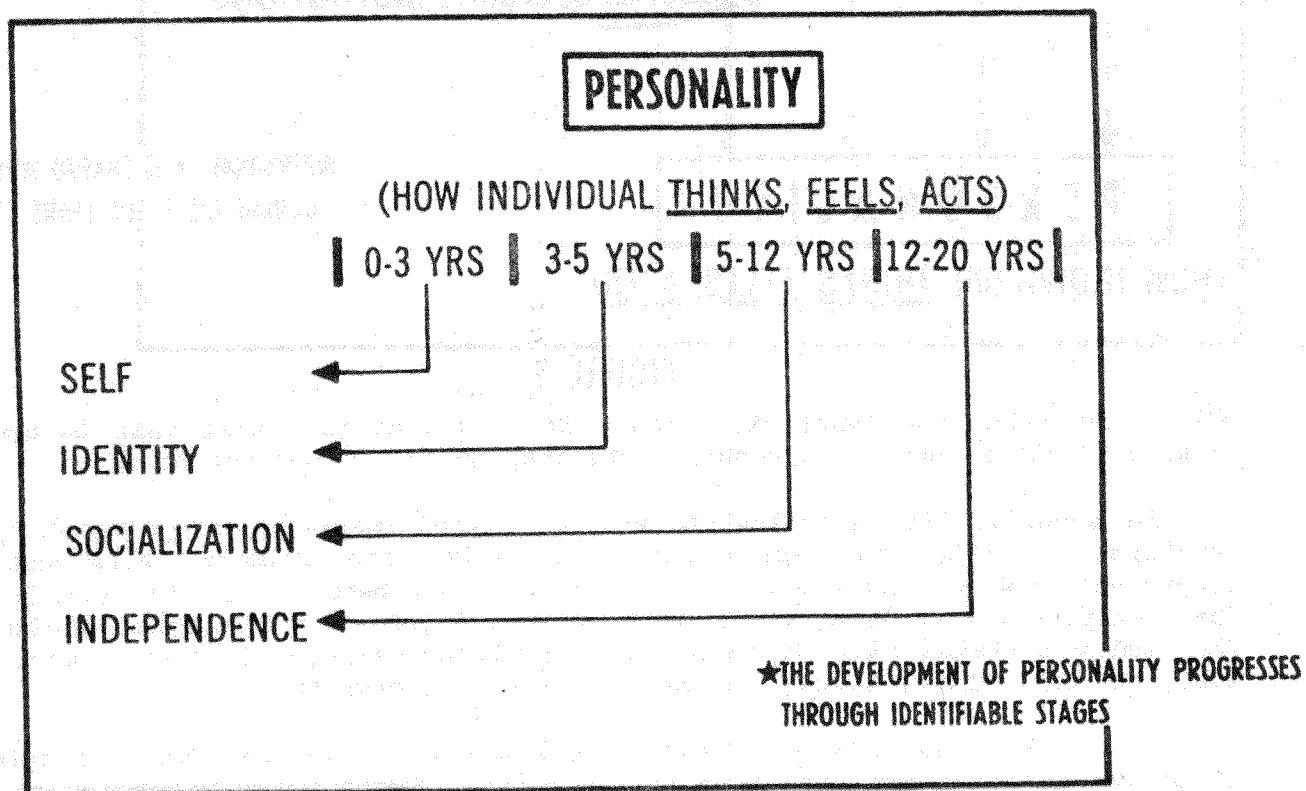 PERSONALITY
(HOW INDIVIDUAL THINKS, FEELS, ACTS)
0-3 YRS 3-5 YRS 5-12 YRS 12-20 YRS
SELF
IDENTITY
SOCIALIZATION
INDEPENDENCE
★THE DEVELOPMENT OF PERSONALITY PROGRESSES
THROUGH IDENTIFIABLE STAGES